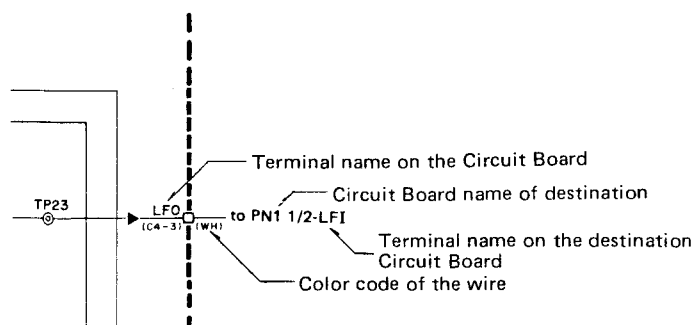 Terminal name on the Circuit Board
Circuit Board name of destination
TP23
LFO
to PN1 1/2-LFI
(C4-3)
(WH)
Terminal name on the destination
Circuit Board
Color code of the wire